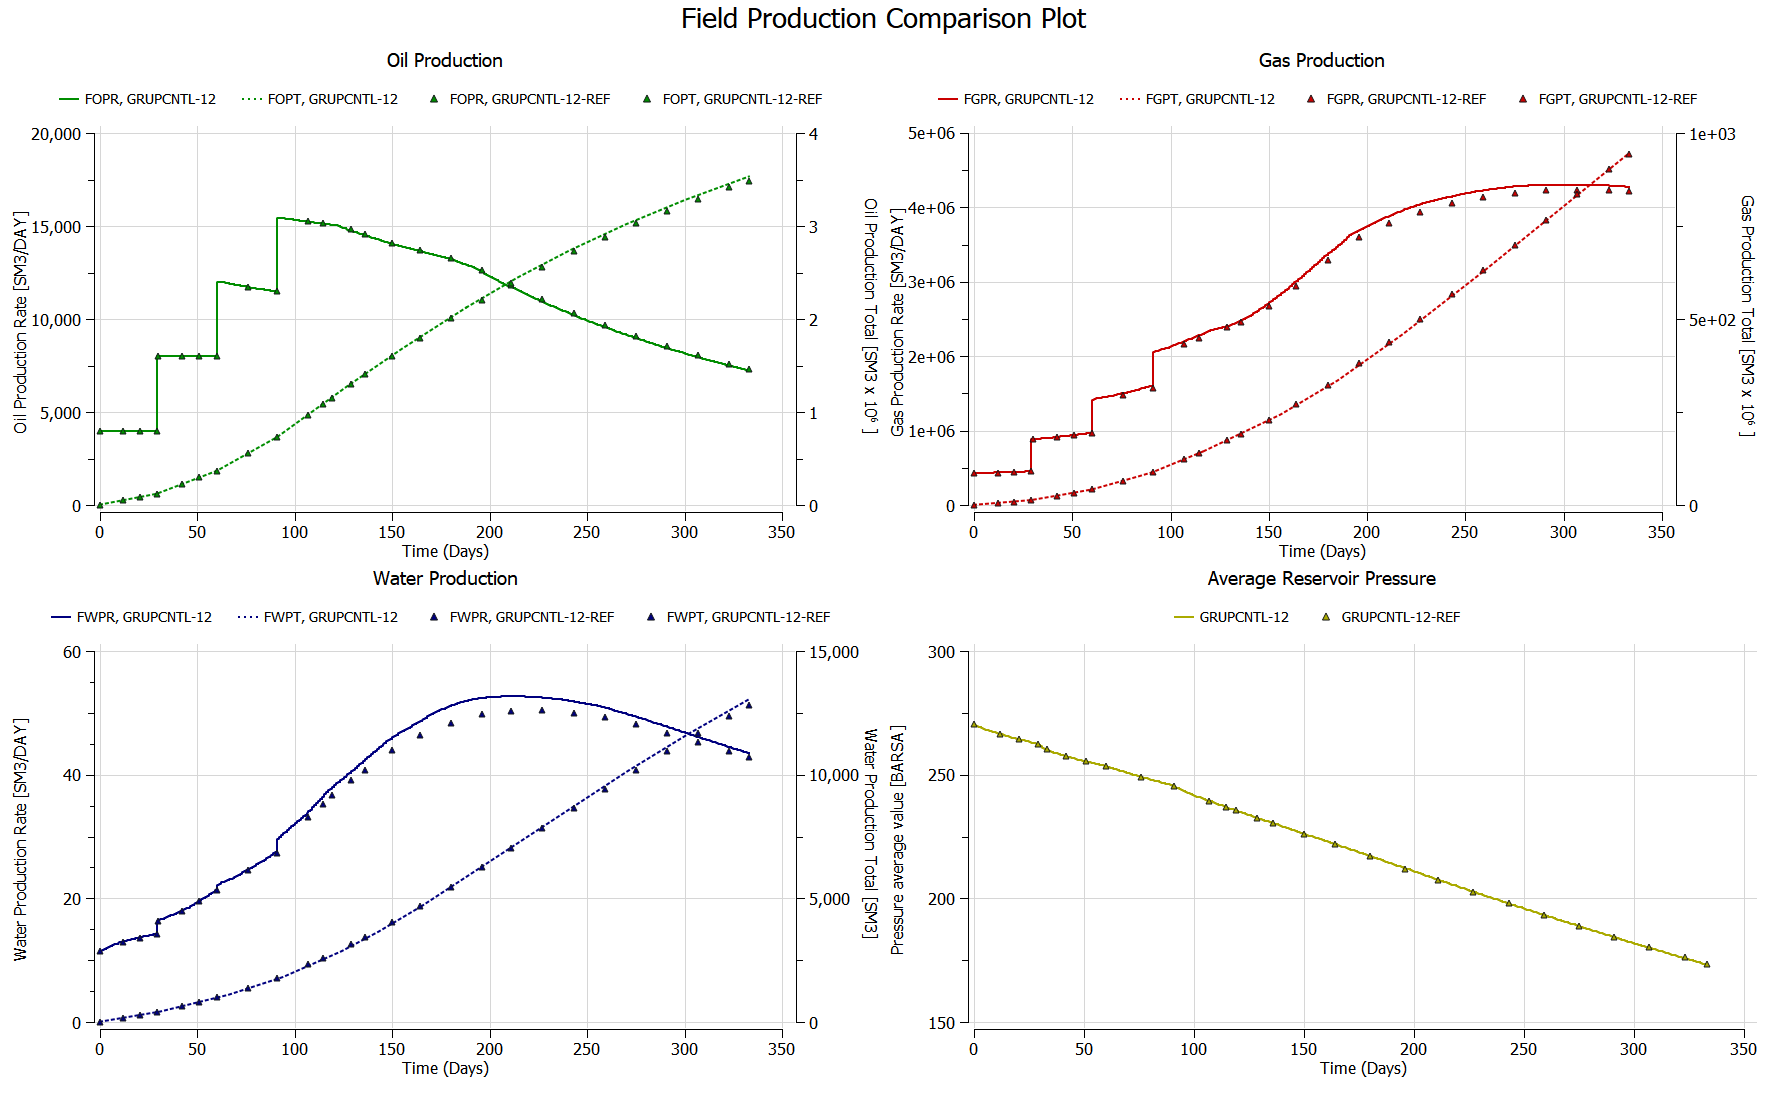 Field Production Comparison Plot
Oil Production
FOPR, GRUPCNTL-12 FOPT, GRUPCNTL-12 FOPR, GRUPCNTL-12-REF FOPT, GRUPCNTL-12-REF
20,000
15,000
10,000
5,000
0
Oil Production Rate [SM3/DAY]
4
3
2
1
0
Oil Production Total [SM3 x 10⁶ ]
0 50 100 150 200 250 300 350
Time (Days)
Gas Production
FGPR, GRUPCNTL-12 FGPT, GRUPCNTL-12 FGPR, GRUPCNTL-12-REF FGPT, GRUPCNTL-12-REF
5e+06
4e+06
3e+06
2e+06
1e+06
0
Gas Production Rate [SM3/DAY]
1e+03
5e+02
0
Gas Production Total [SM3 x 10⁶ ]
0 50 100 150 200 250 300 350
Time (Days)
Water Production
FWPR, GRUPCNTL-12 FWPT, GRUPCNTL-12 FWPR, GRUPCNTL-12-REF FWPT, GRUPCNTL-12-REF
60
40
20
0
Water Production Rate [SM3/DAY]
15,000
10,000
5,000
0
Water Production Total [SM3]
0 50 100 150 200 250 300 350
Time (Days)
Average Reservoir Pressure
GRUPCNTL-12 GRUPCNTL-12-REF
300
250
200
150
Pressure average value [BARSA]
0 50 100 150 200 250 300 350
Time (Days)